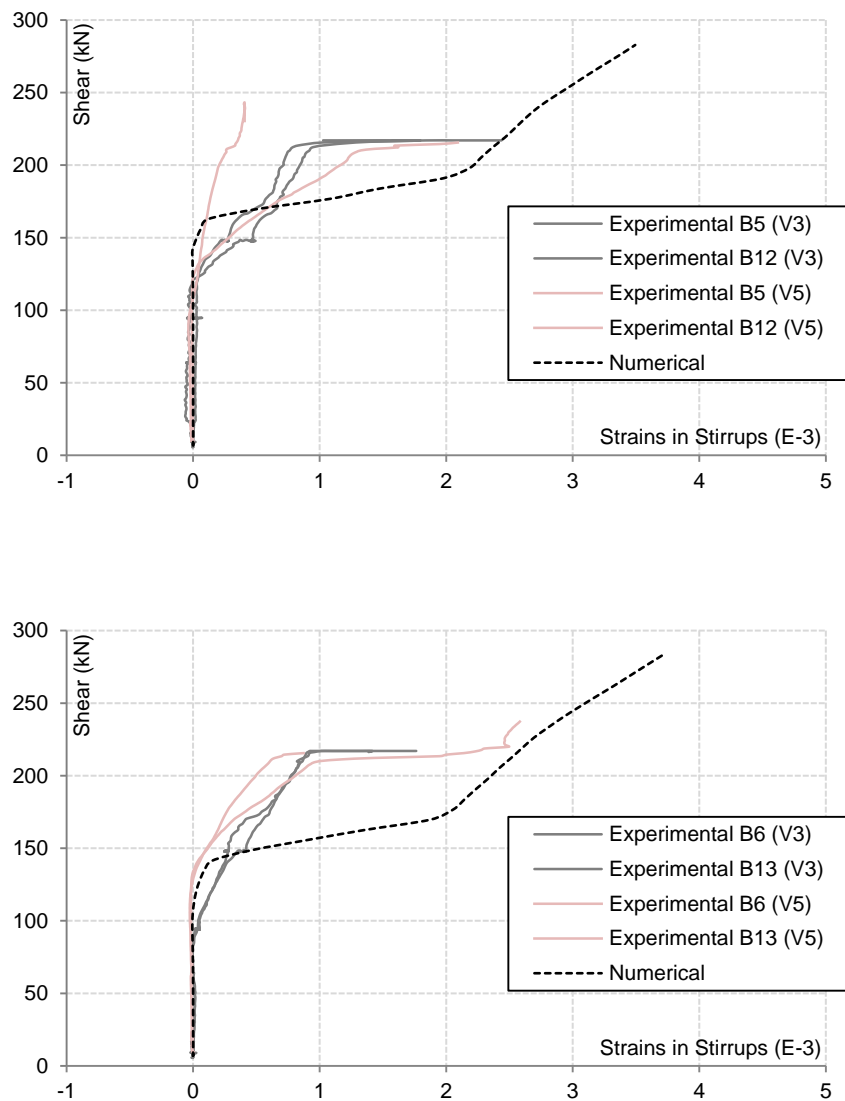 300
250
200
150
100
50
0
Shear (kN)
Experimental B5 (V3)
Experimental B12 (V3)
Experimental B5 (V5)
Experimental B12 (V5)
Numerical
Strains in Stirrups (E-3)
-1 0 1 2 3 4 5
300
250
200
150
100
50
0
Shear (kN)
Experimental B6 (V3)
Experimental B13 (V3)
Experimental B6 (V5)
Experimental B13 (V5)
Numerical
Strains in Stirrups (E-3)
-1 0 1 2 3 4 5